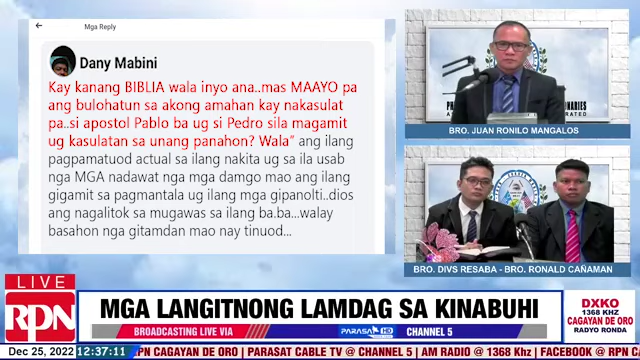 Mga Reply
Dany Mabini
Kay kanang BIBLIA wala inyo ana..mas MAAYO pa
ang bulohatun sa akong amahan kay nakasulat
pa..si apostol Pablo ba ug si Pedro sila magamit
ug kasulatan sa unang panahon? Wala" ang ilang
pagpamatuod actual sa ilang nakita ug sa ila usab
nga MGA nadawat nga mga damgo mao ang ilang
gigamit sa pagmantala ug ilang mga gipanolti..dios
ang nagalitok sa mugawas sa ilang ba.ba...walay
basahon nga gitamdan mao nay tinuod...
BRO. JUAN RONILO MANGALOS
BRO. DIVS RESABA - BRO. RONALD CAÑAMAN
LIVE
RPN
MGA LANGITNONG LAMDAG SA KINABUHI
BROADCASTING LIVE VIA
PARASAT HD
CHANNEL 5
DXKO
1368 KHZ
CAGAYAN DE ORO
RADYO RONDA
Dec 25, 2022
12:37:11
RPN CAGAYAN DE ORO | PARASAT CABLE TV @ CHANNEL 5 | AM RADIO @ 1368 Khz | FACEBOOK @ RPN CAG